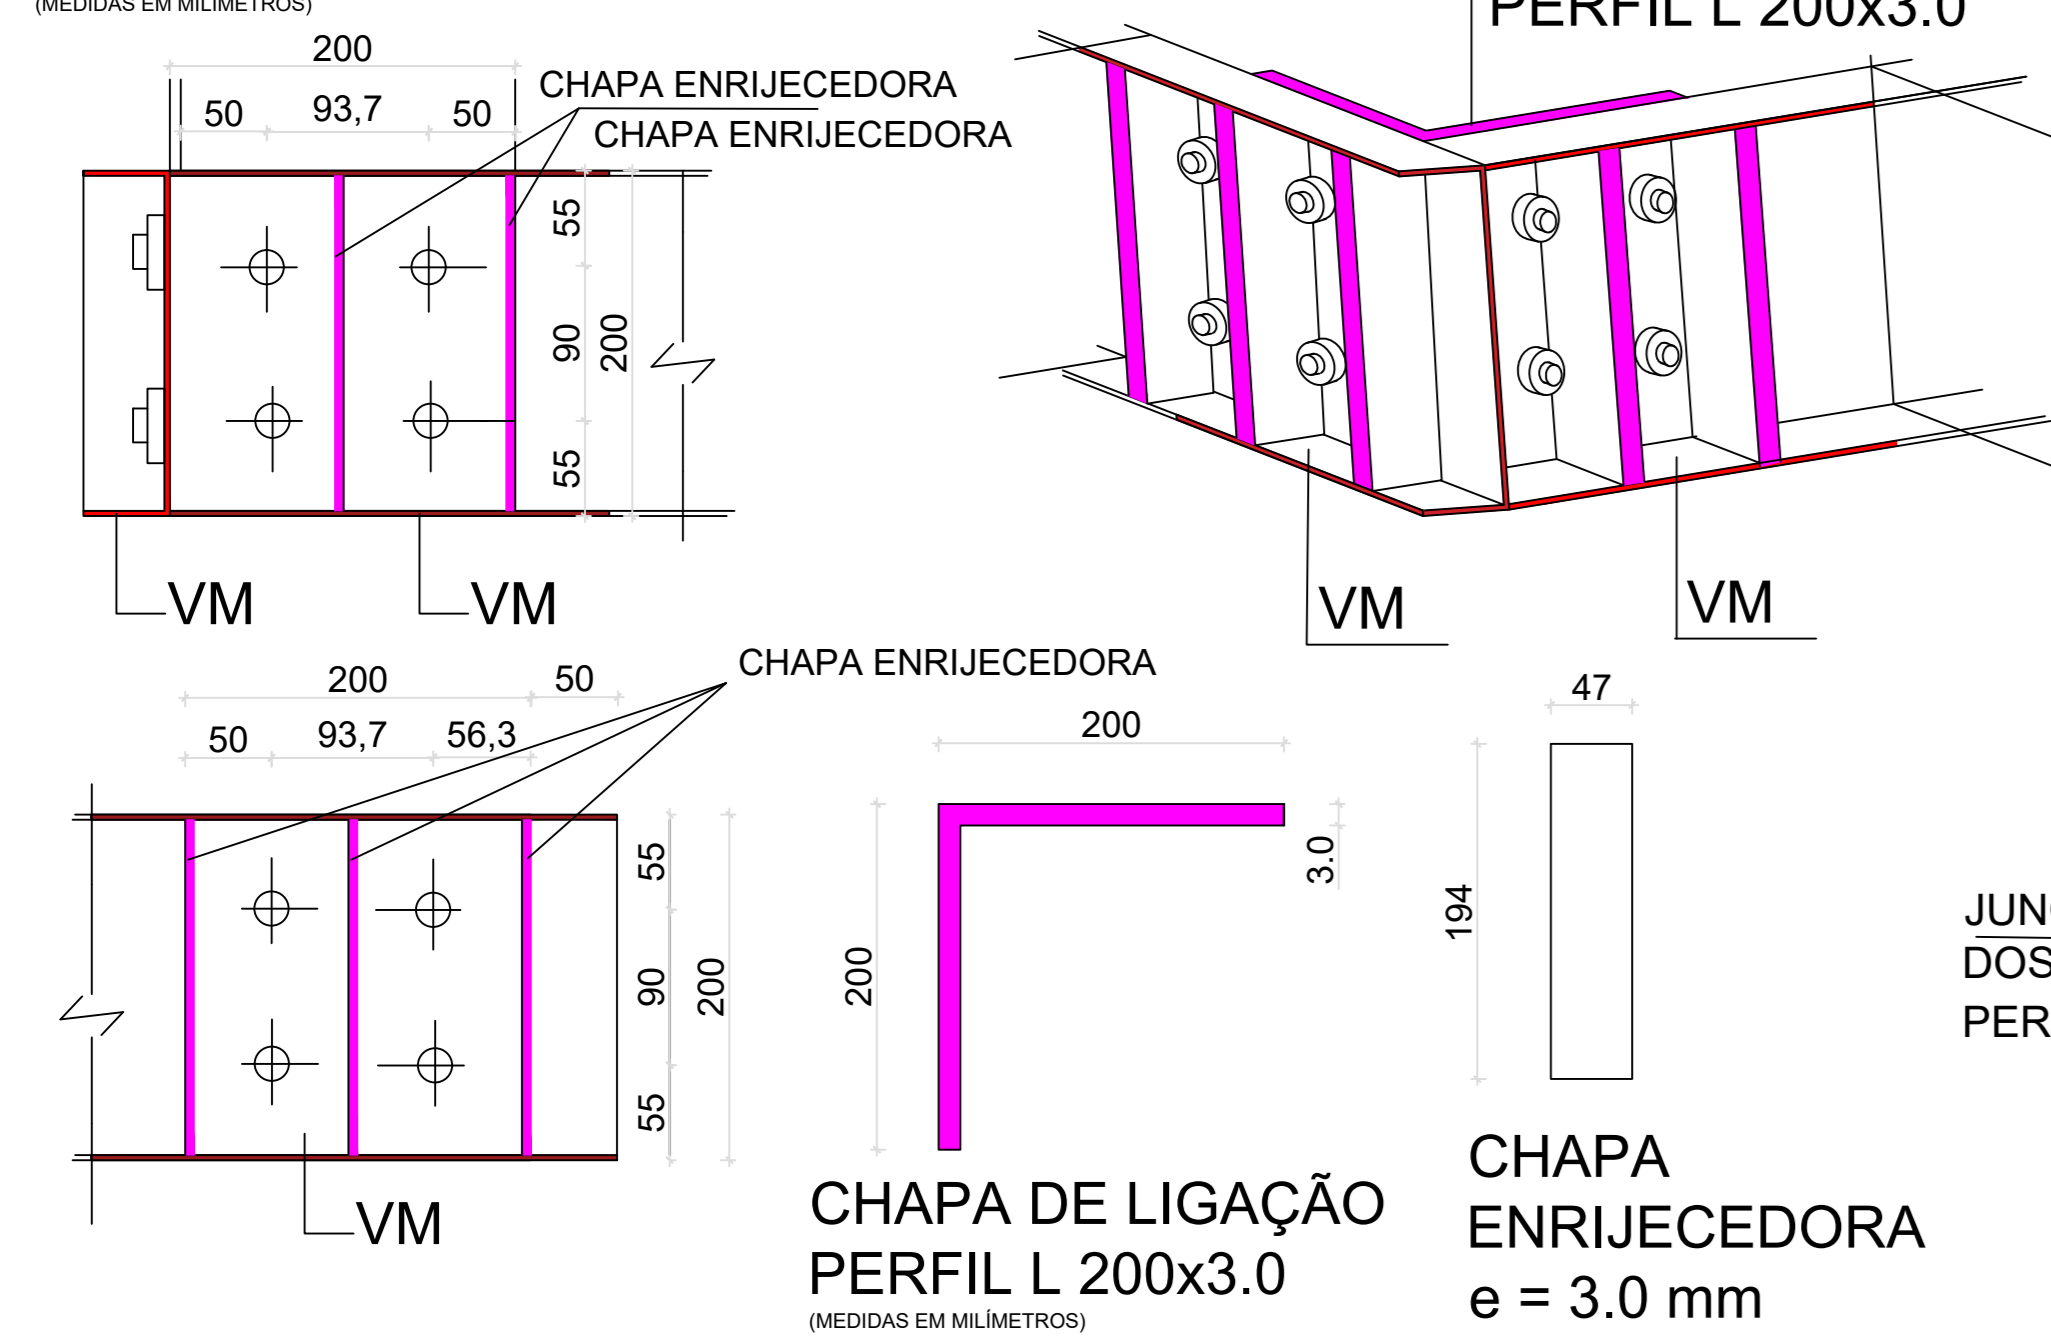 (MEDIDAS EM MILÍMETROS)
PERFIL L 200x3.0
200
50
93,7
50
CHAPA ENRIJECEDORA
CHAPA ENRIJECEDORA
55
90
200
55
VM
VM
VM
VM
CHAPA ENRIJECEDORA
200
50
50
93,7
56,3
55
90
200
55
VM
200
200
3.0
CHAPA DE LIGAÇÃO
PERFIL L 200x3.0
(MEDIDAS EM MILÍMETROS)
47
194
CHAPA
ENRIJECEDORA
e = 3.0 mm
DOS
PER